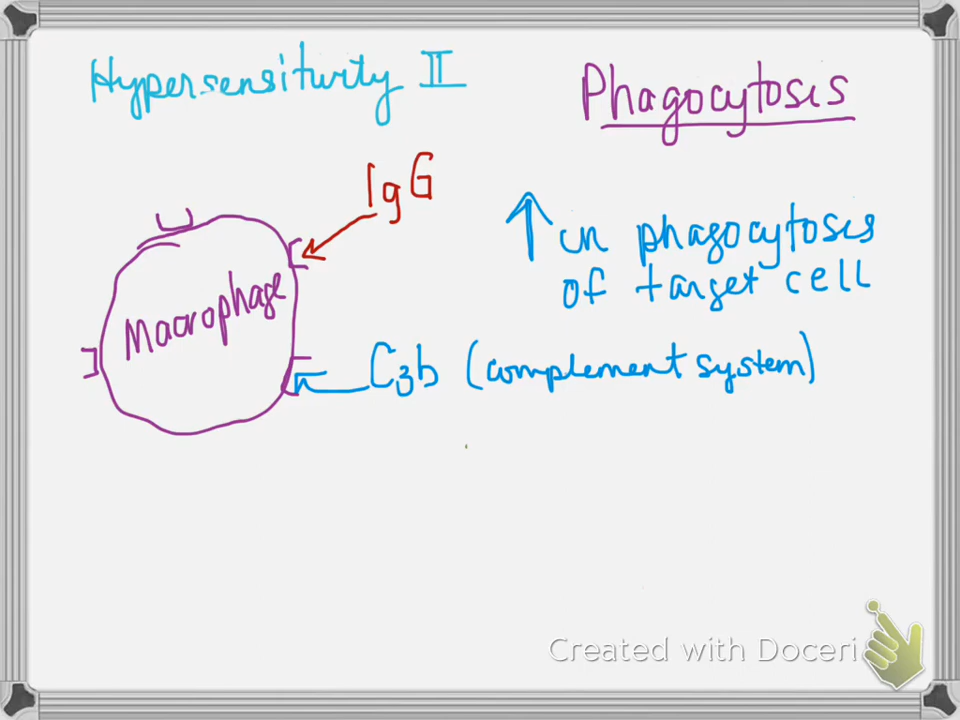 Hypersensitivity II
Phagocytosis
IgG
↑ in phagocytosis
of target cell
Macrophage
C3b (complement system)
Created with Doceri